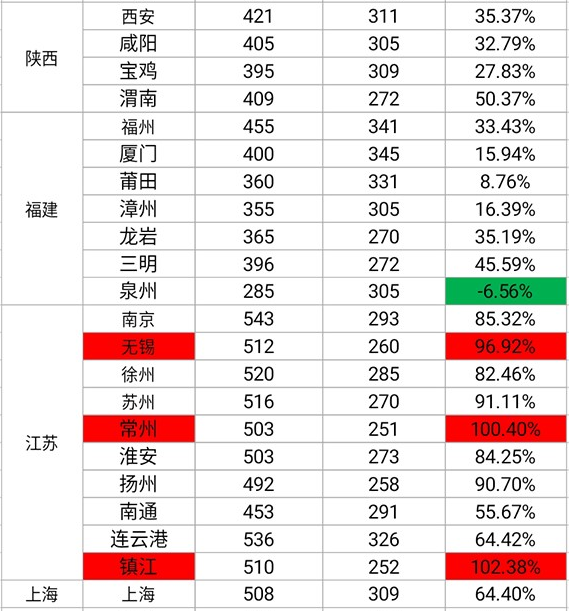 陕西 西安 421 311 35.37%
咸阳 405 305 32.79%
宝鸡 395 309 27.83%
渭南 409 272 50.37%
福建 福州 455 341 33.43%
厦门 400 345 15.94%
莆田 360 331 8.76%
漳州 355 305 16.39%
龙岩 365 270 35.19%
三明 396 272 45.59%
泉州 285 305 -6.56%
江苏 南京 543 293 85.32%
无锡 512 260 96.92%
徐州 520 285 82.46%
苏州 516 270 91.11%
常州 503 251 100.40%
淮安 503 273 84.25%
扬州 492 258 90.70%
南通 453 291 55.67%
连云港 536 326 64.42%
镇江 510 252 102.38%
上海 上海 508 309 64.40%